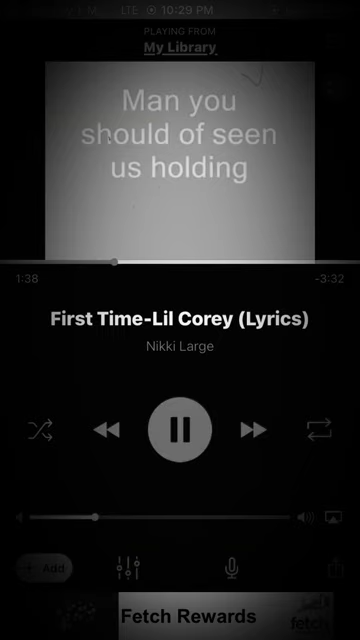 LTE
10:29 PM
PLAYING FROM
My Library
Man you
should of seen
us holding
1:38
-3:32
First Time-Lil Corey (Lyrics)
Nikki Large
Add
Fetch Rewards
fetch